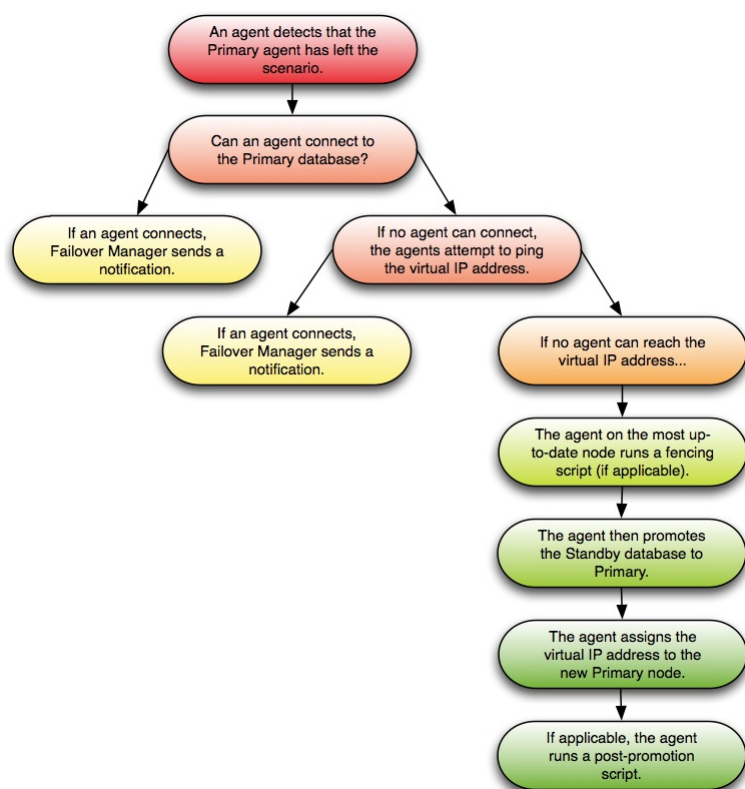 An agent detects that the
Primary agent has left the
scenario.
Can an agent connect to
the Primary database?
If an agent connects,
Failover Manager sends a
notification.
If no agent can connect,
the agents attempt to ping
the virtual IP address.
If an agent connects,
Failover Manager sends a
notification.
If no agent can reach the
virtual IP address...
The agent on the most up-
to-date node runs a fencing
script (if applicable).
The agent then promotes
the Standby database to
Primary.
The agent assigns the
virtual IP address to the
new Primary node.
If applicable, the agent
runs a post-promotion
script.